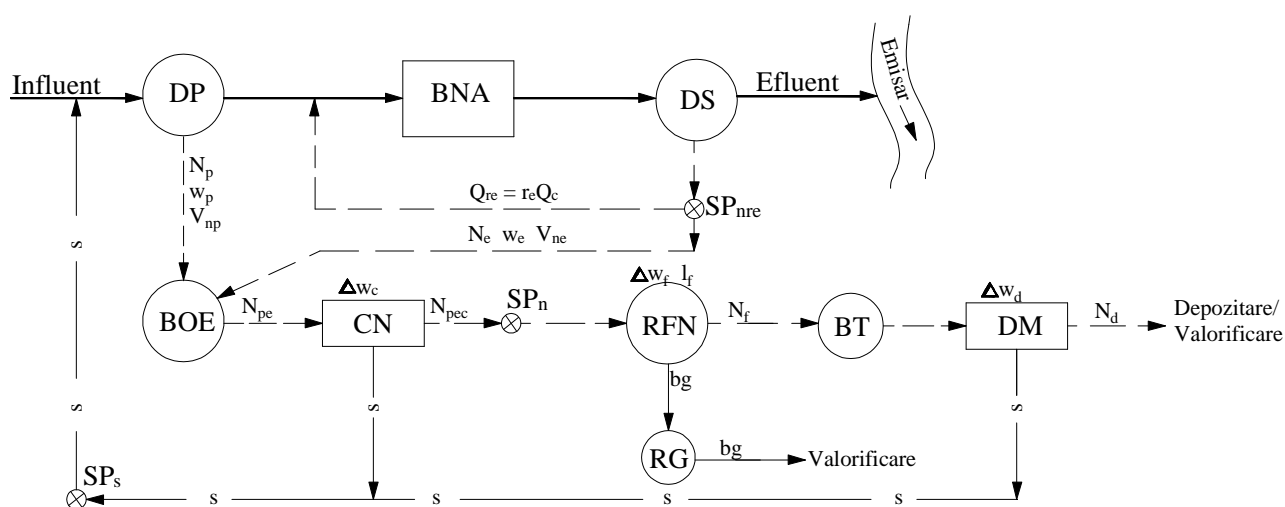 Influent
DP
BNA
DS
Efluent
Emisar
N_p
w_p
V_np
Q_re = r_eQ_c
SP_nre
N_e w_e V_ne
s
BOE
N_pe
Δw_c
CN
N_pec
SP_n
Δw_f l_f
RFN
N_f
BT
Δw_d
DM
N_d
Depozitare/
Valorificare
bg
s
s
s
RG
bg
Valorificare
SP_s
s
s
s
s